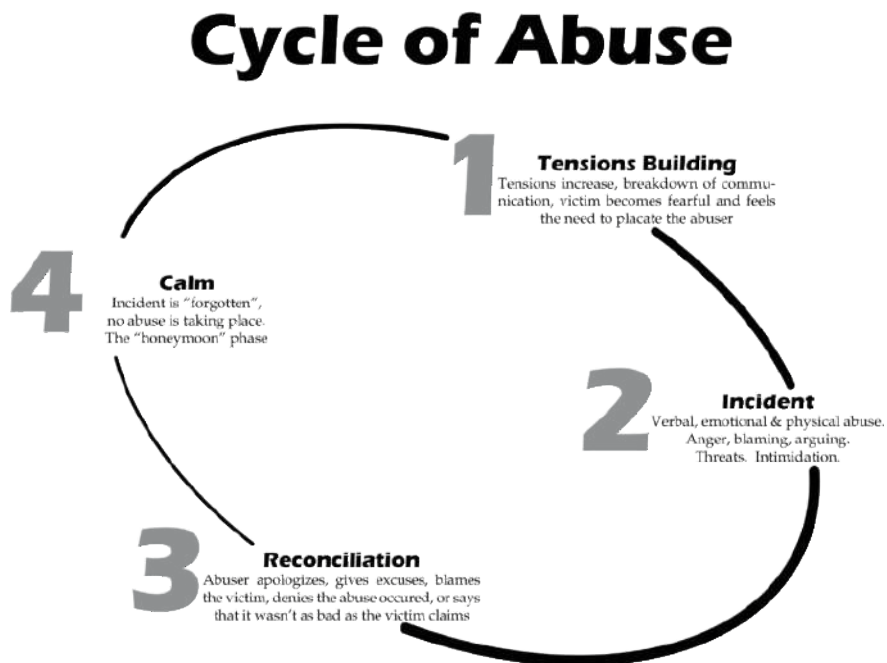 Cycle of Abuse
1
Tensions Building
Tensions increase, breakdown of commu-
nication, victim becomes fearful and feels
the need to placate the abuser
2
Incident
Verbal, emotional & physical abuse.
Anger, blaming, arguing.
Threats. Intimidation.
3
Reconciliation
Abuser apologizes, gives excuses, blames
the victim, denies the abuse occured, or says
that it wasn't as bad as the victim claims
4
Calm
Incident is "forgotten",
no abuse is taking place.
The "honeymoon" phase